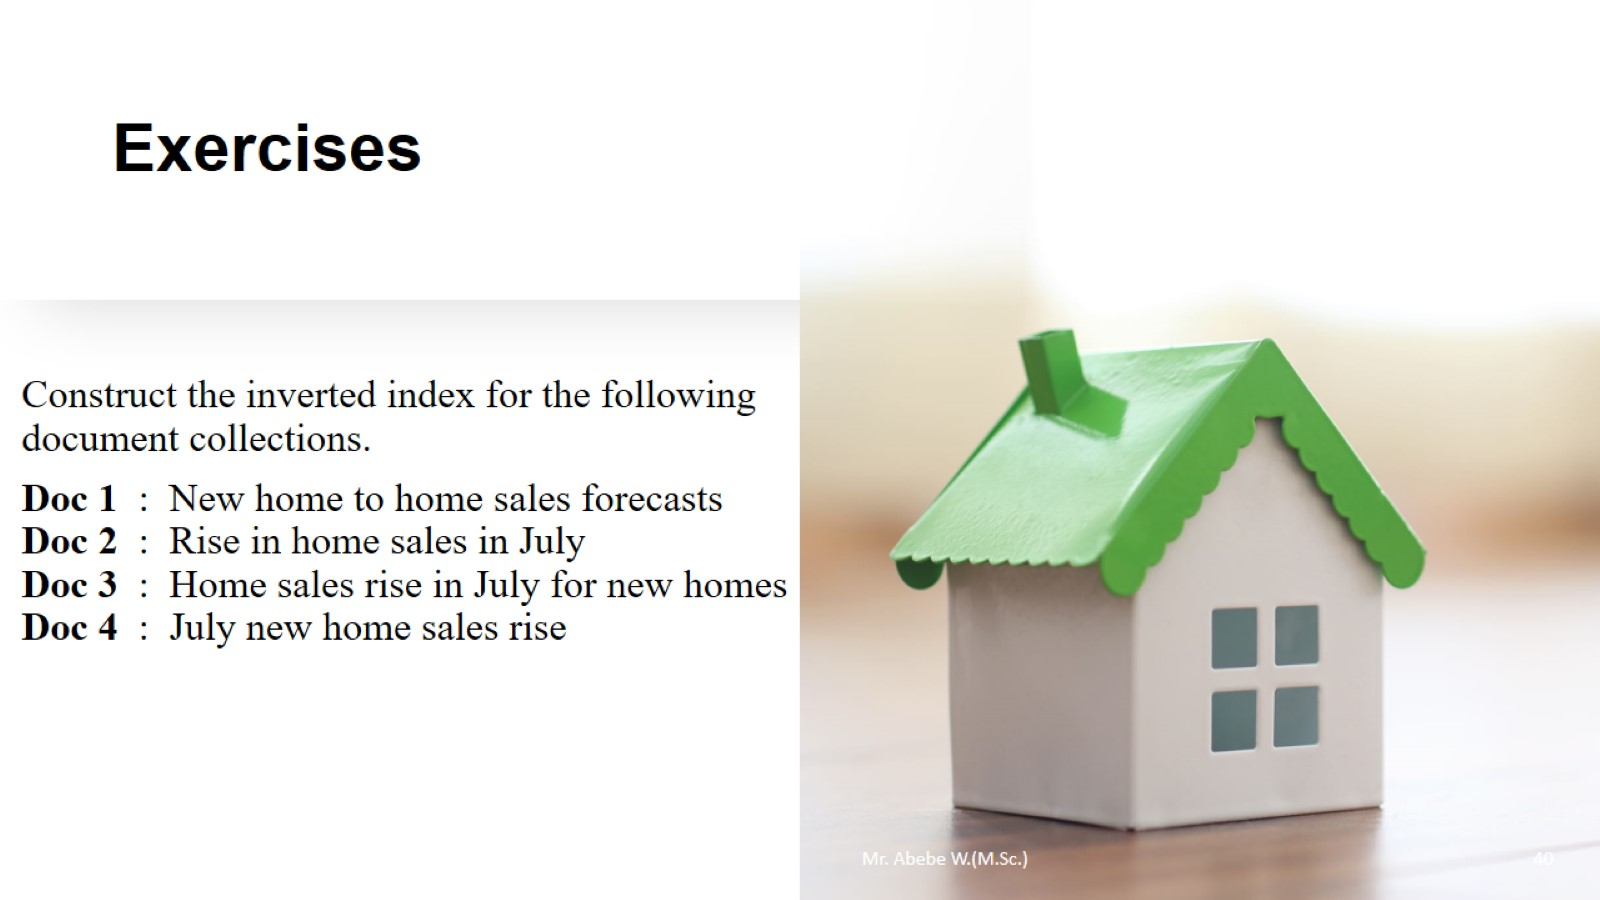 Exercises
Construct the inverted index for the following
document collections.
Doc 1 : New home to home sales forecasts
Doc 2 : Rise in home sales in July
Doc 3 : Home sales rise in July for new homes
Doc 4 : July new home sales rise
Mr. Abebe W.(M.Sc.)
40